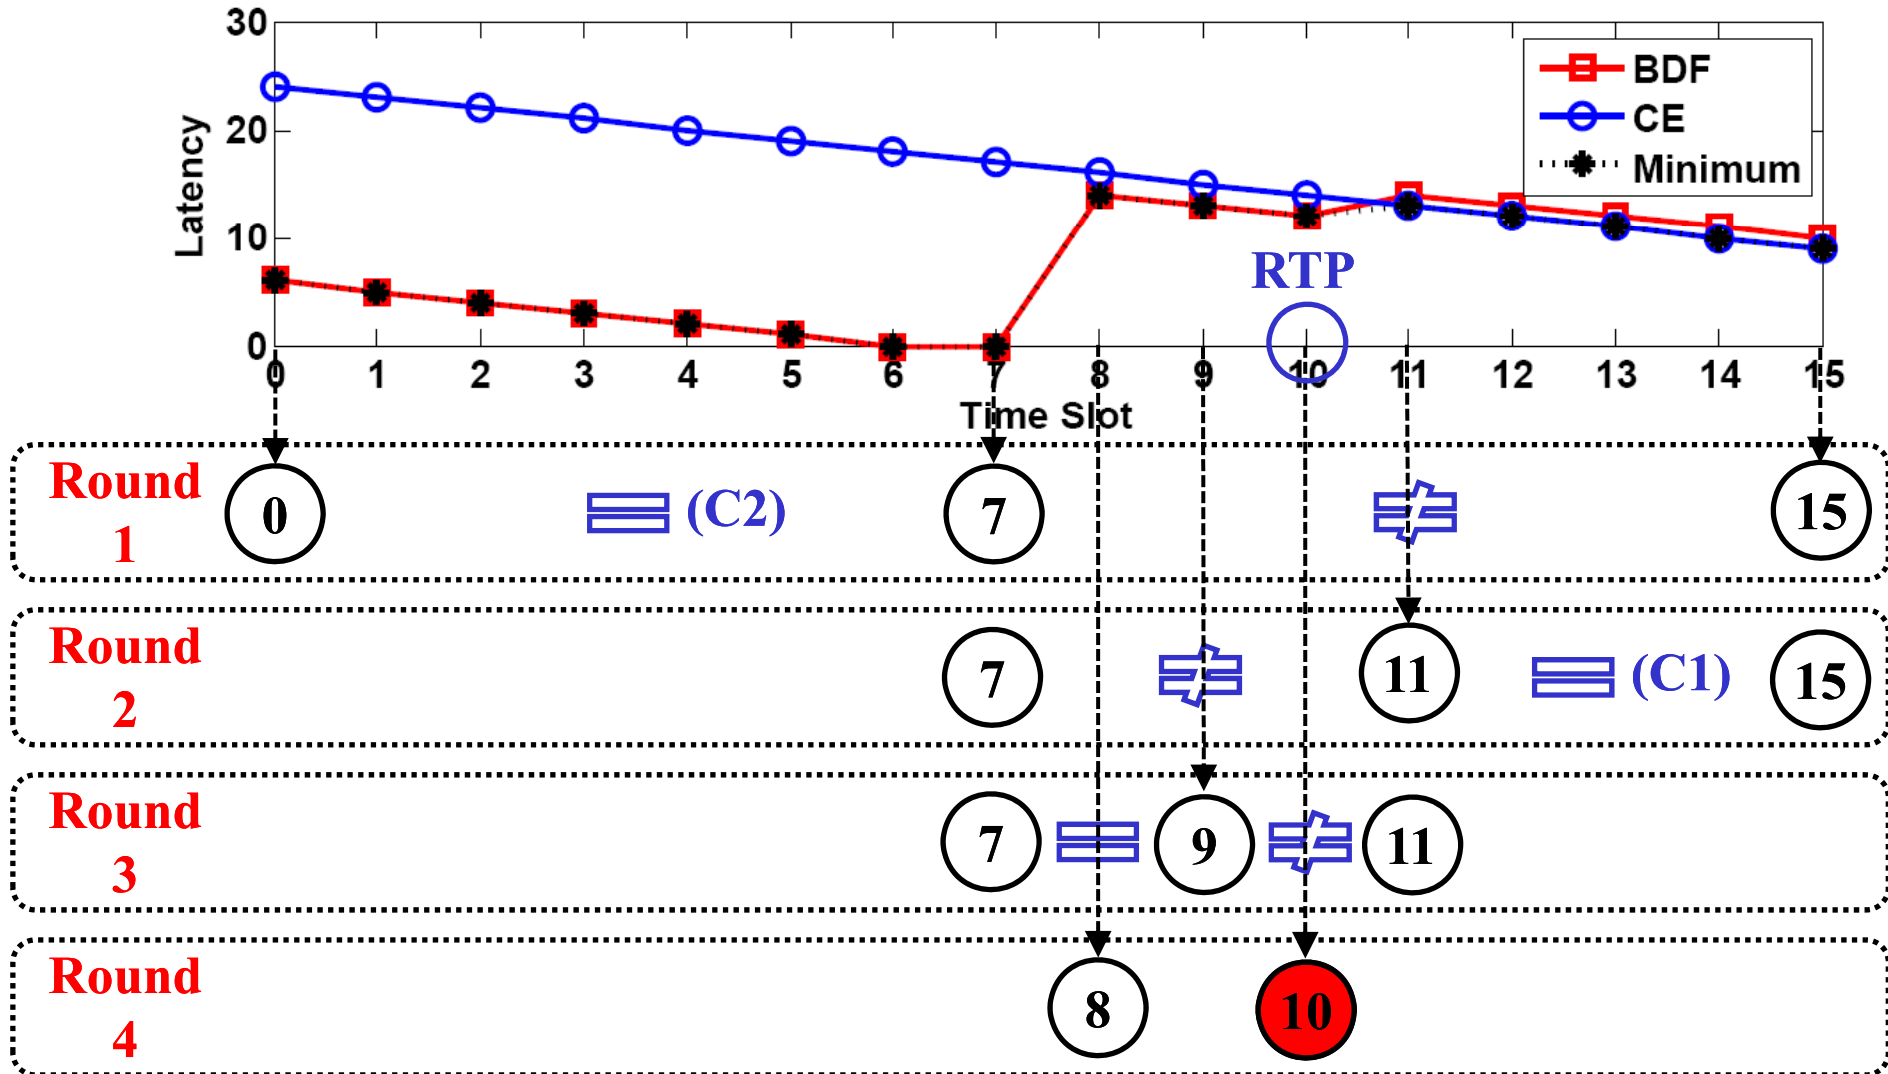 30
20
10
0
Latency
BDF
CE
Minimum
RTP
0 1 2 3 4 5 6 7 8 9 10 11 12 13 14 15
Time Slot
Round
1
0 (C2) 7 15
Round
2
7 11 (C1) 15
Round
3
7 9 11
Round
4
8 10